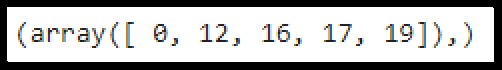 (array([ 0, 12, 16, 17, 19]),)